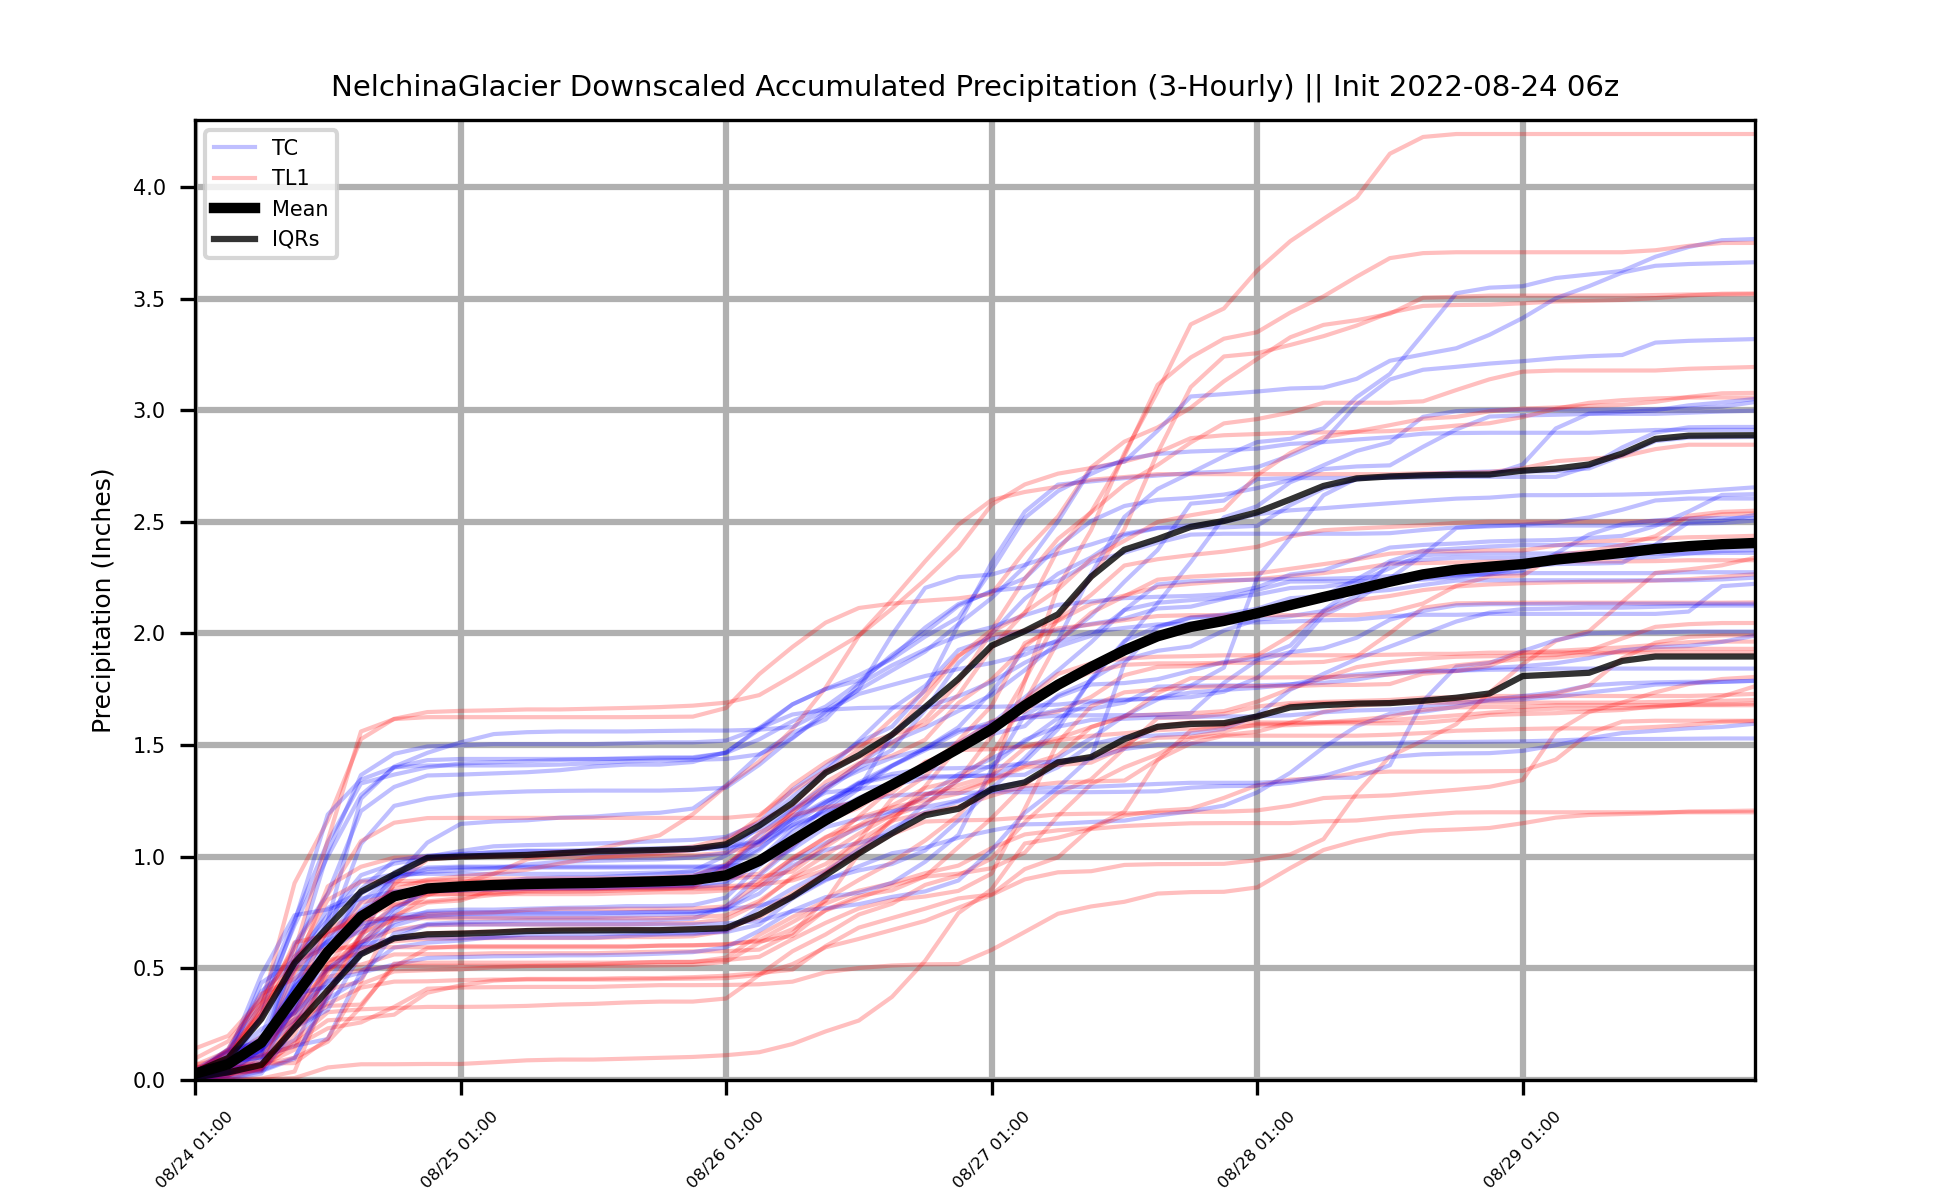 NelchinaGlacier Downscaled Accumulated Precipitation (3-Hourly) || Init 2022-08-24 06z
TC
TL1
Mean
IQRs
Precipitation (Inches)
4.0
3.5
3.0
2.5
2.0
1.5
1.0
0.5
0.0
08/24 01:00
08/25 01:00
08/26 01:00
08/27 01:00
08/28 01:00
08/29 01:00